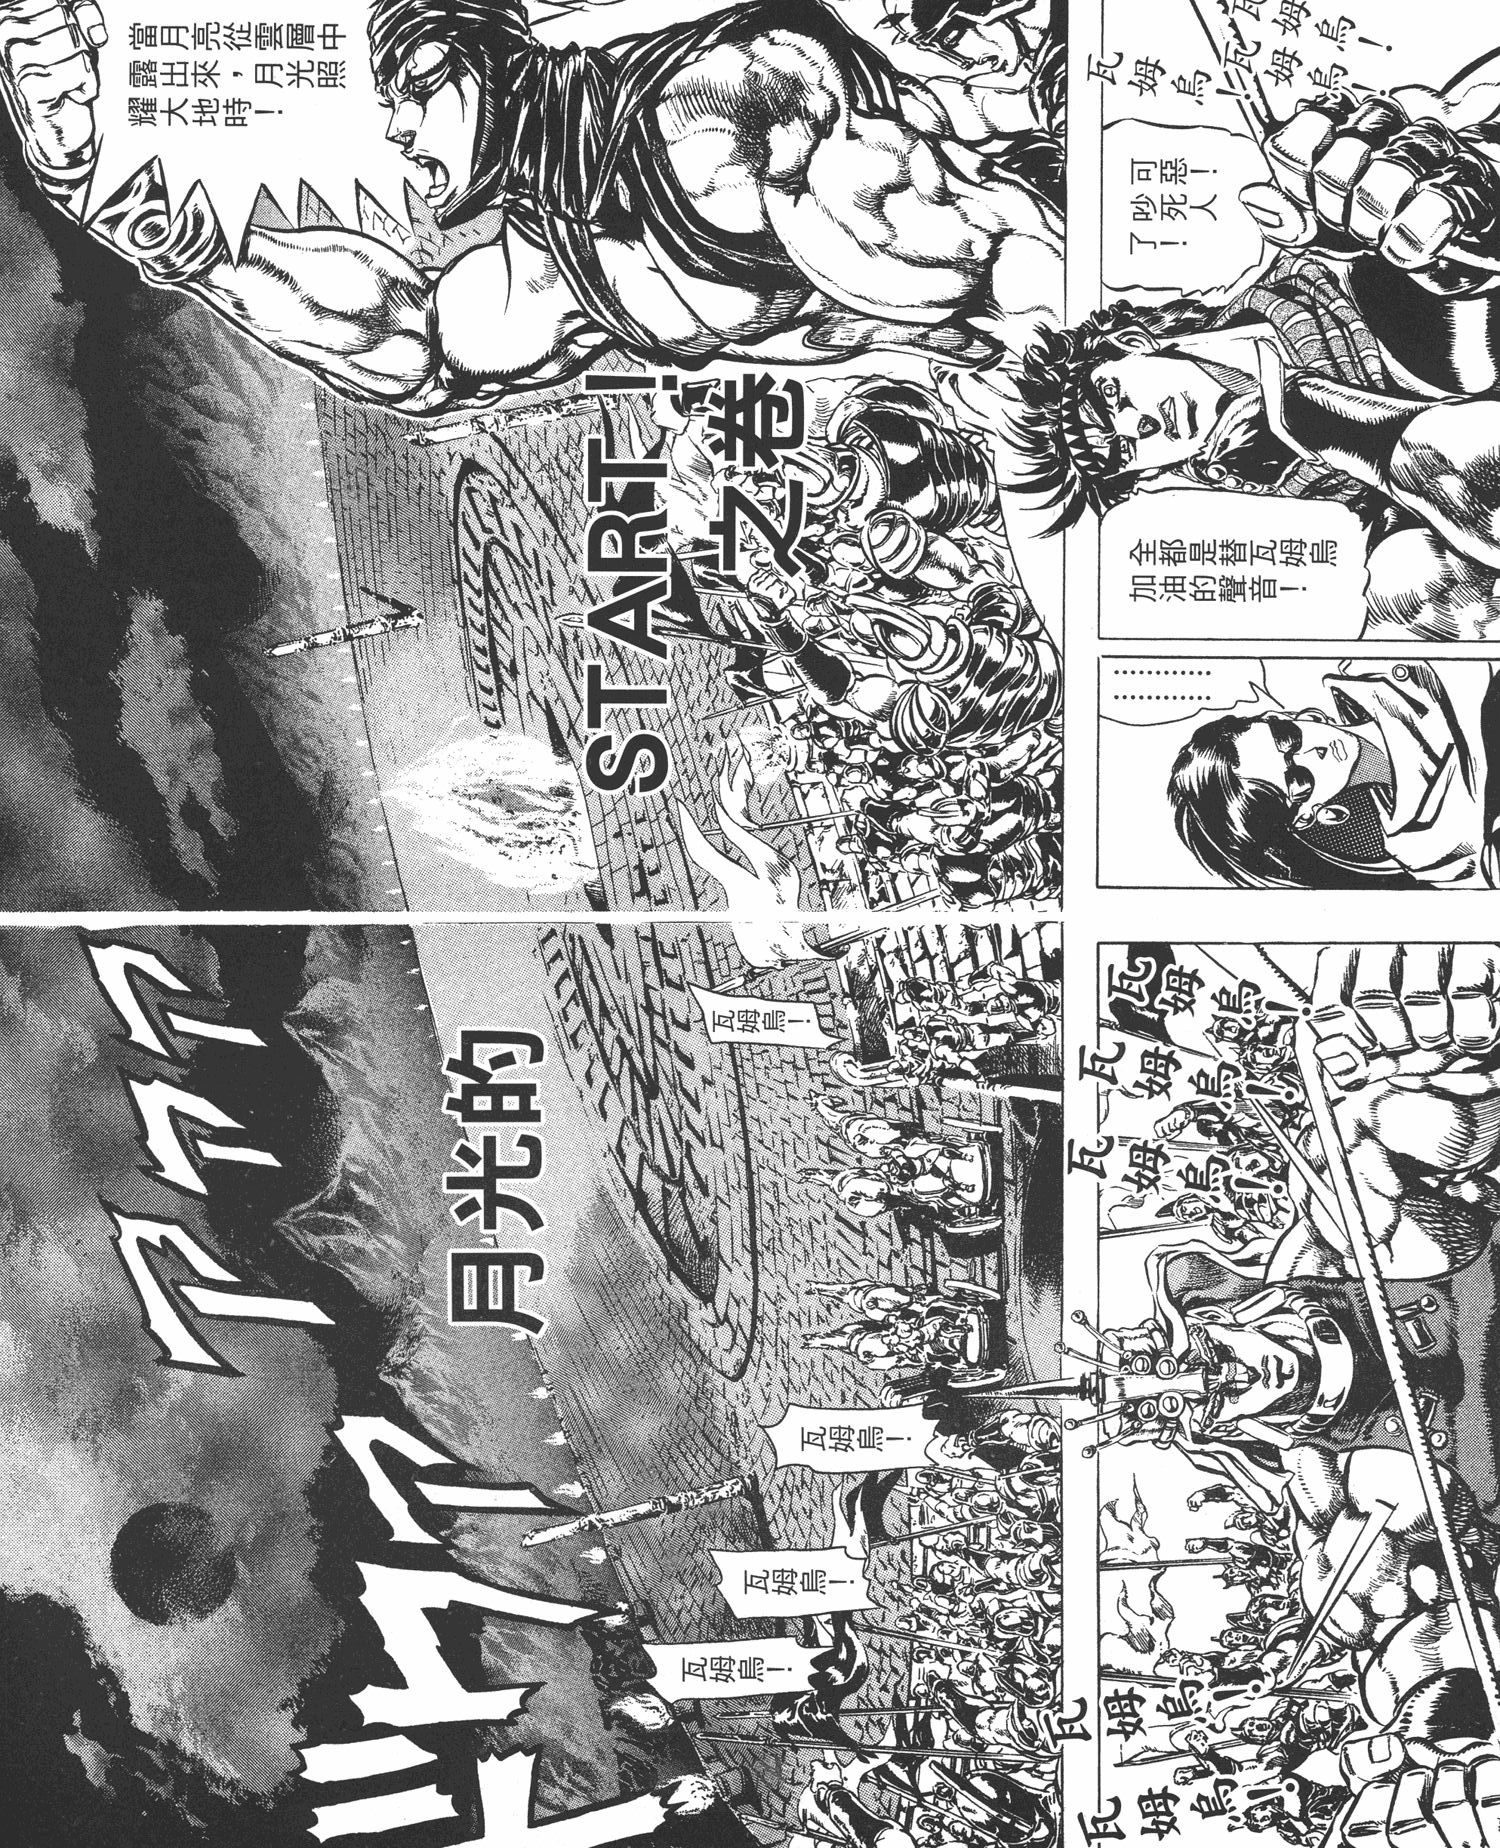 當月亮從雲層中
露出來，月光照
耀大地時！
月光的
START！
之卷
瓦姆烏！
瓦姆烏！
瓦姆烏！
瓦姆烏！
瓦姆烏！
瓦姆烏！
瓦姆烏！
可惡！
吵死人
了！
全都是替瓦姆烏
加油的聲音！
…………
…………
瓦姆烏！
瓦姆烏！！
瓦姆烏！！
瓦姆烏！！
瓦姆烏！！